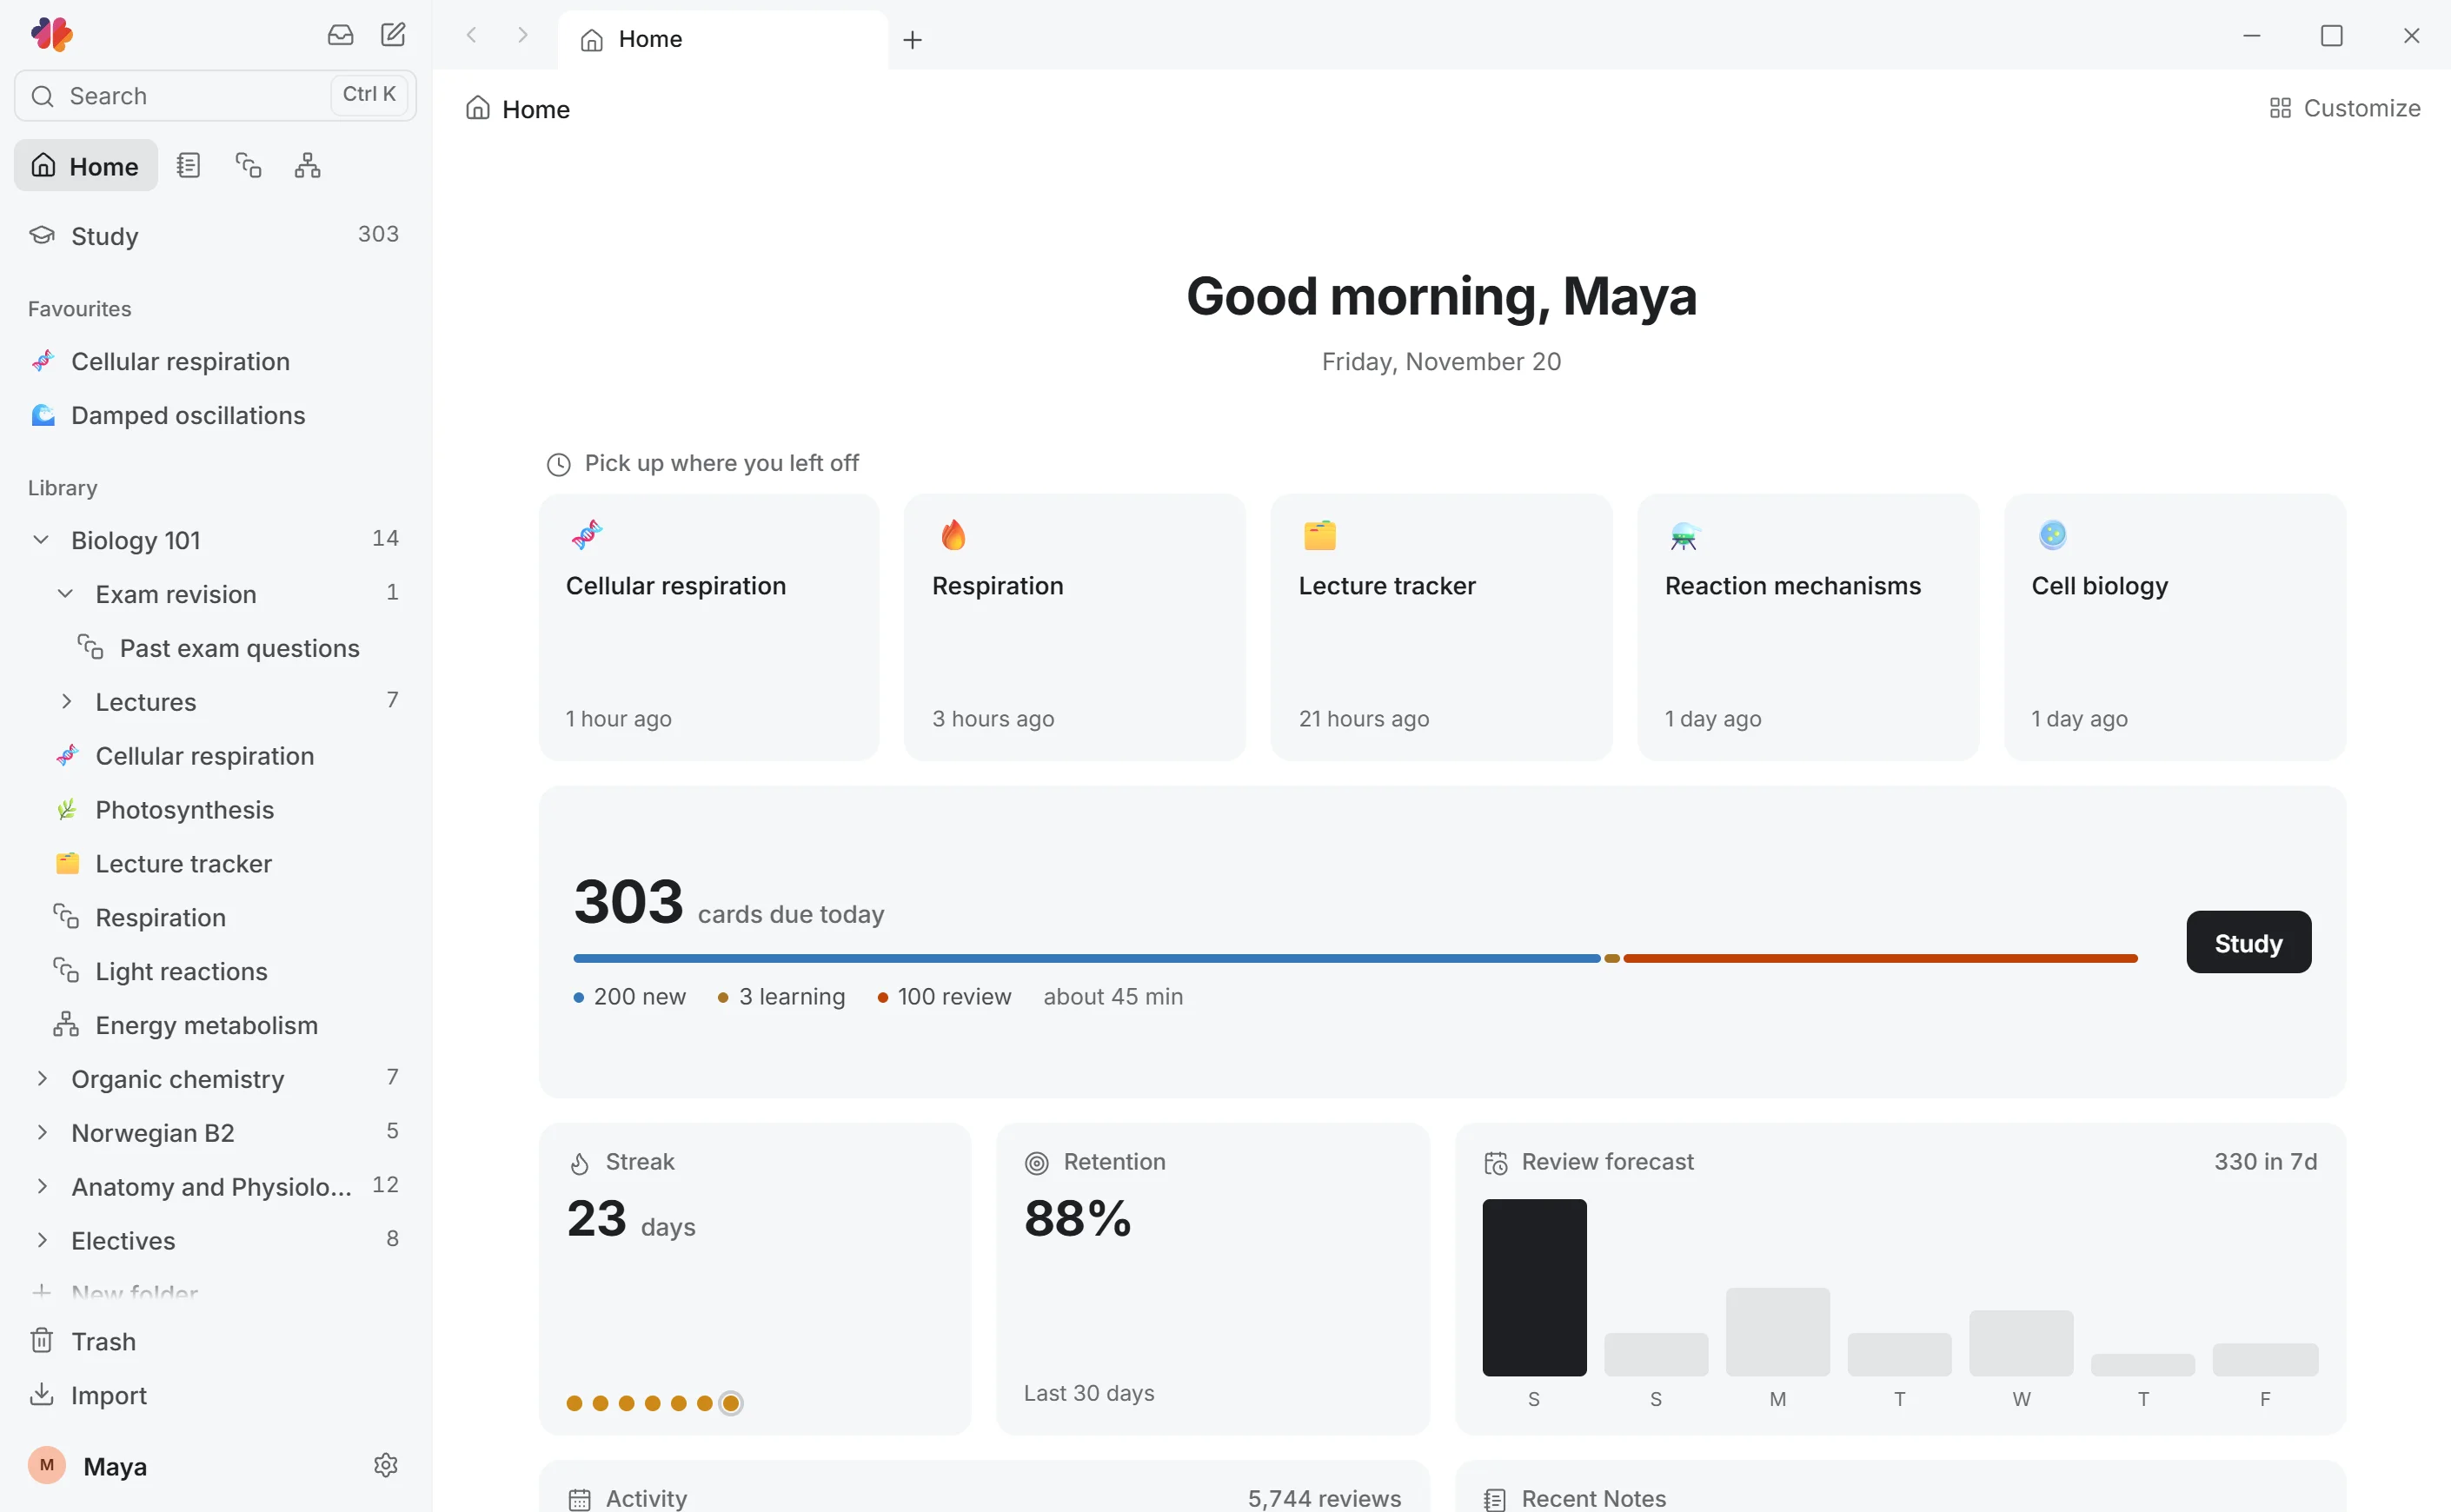 Home
Search
Ctrl K
Home
Customize
Home
Study 303
Favourites
Cellular respiration
Damped oscillations
Library
Biology 101 14
Exam revision 1
Past exam questions
Lectures 7
Cellular respiration
Photosynthesis
Lecture tracker
Respiration
Light reactions
Energy metabolism
Organic chemistry 7
Norwegian B2 5
Anatomy and Physiolo... 12
Electives 8
New folder
Trash
Import
M Maya
Good morning, Maya
Friday, November 20
Pick up where you left off
Cellular respiration
1 hour ago
Respiration
3 hours ago
Lecture tracker
21 hours ago
Reaction mechanisms
1 day ago
Cell biology
1 day ago
303 cards due today
200 new 3 learning 100 review about 45 min
Study
Streak
23 days
Retention
88%
Last 30 days
Review forecast 330 in 7d
S S M T W T F
Activity 5,744 reviews
Recent Notes